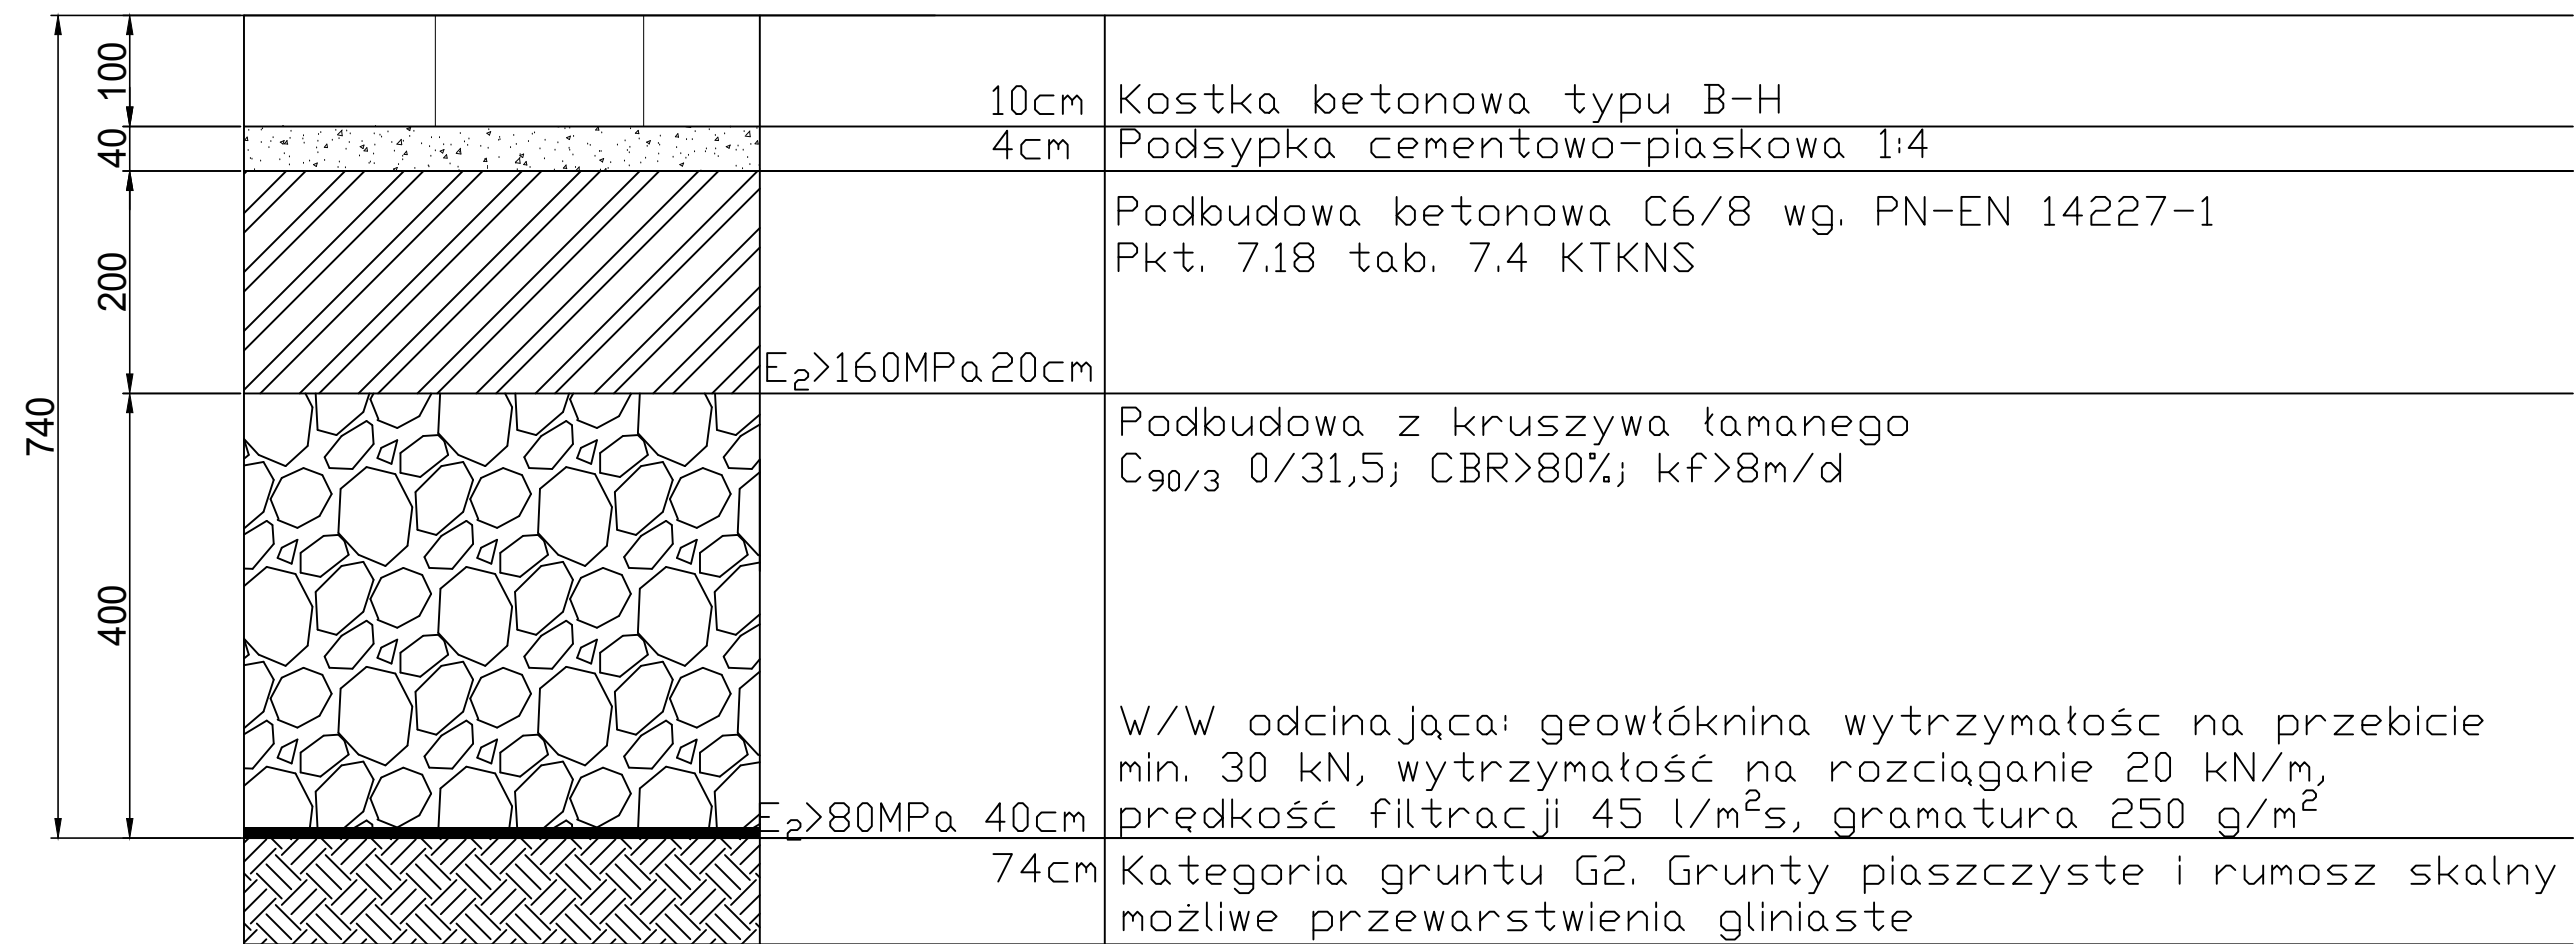 100
10cm Kostka betonowa typu B-H
40
4cm Podsypka cementowo-piaskowa 1:4
200
Podbudowa betonowa C6/8 wg. PN-EN 14227-1
Pkt. 7.18 tab. 7.4 KTKNS
E₂>160MPa 20cm
740
400
Podbudowa z kruszywa łamanego
C₉₀/₃ 0/31,5; CBR>80%; kf>8m/d
W/W odcinająca: geowłóknina wytrzymałośc na przebicie
min. 30 kN, wytrzymałość na rozciąganie 20 kN/m,
E₂>80MPa 40cm prędkość filtracji 45 l/m²s, gramatura 250 g/m²
74cm Kategoria gruntu G2. Grunty piaszczyste i rumosz skalny
możliwe przewarstwienia gliniaste